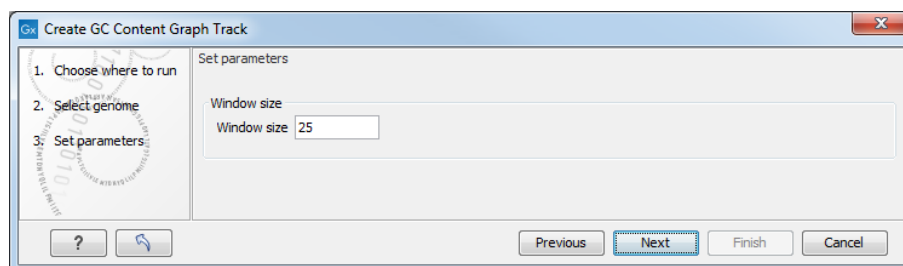 Gx Create GC Content Graph Track
1. Choose where to run
2. Select genome
3. Set parameters
Set parameters
Window size
Window size 25
? Previous Next Finish Cancel